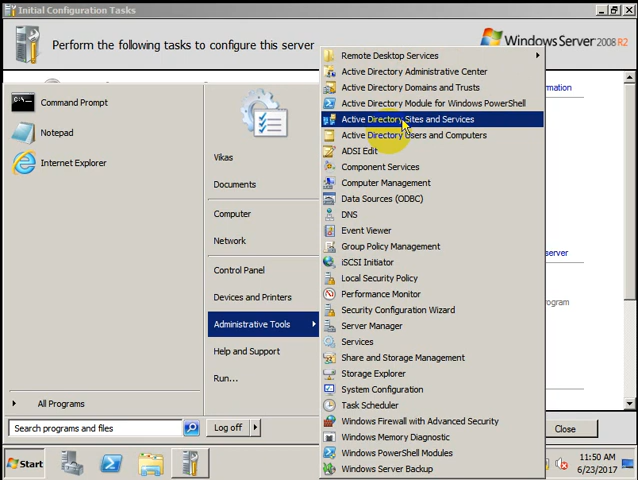 Initial Configuration Tasks
Perform the following tasks to configure this server
Windows Server 2008 R2
Command Prompt
Notepad
Internet Explorer
All Programs
Search programs and files
Vikas
Documents
Computer
Network
Control Panel
Devices and Printers
Administrative Tools
Help and Support
Run...
Log off
Remote Desktop Services
Active Directory Administrative Center
Active Directory Domains and Trusts
Active Directory Module for Windows PowerShell
Active Directory Sites and Services
Active Directory Users and Computers
ADSI Edit
Component Services
Computer Management
Data Sources (ODBC)
DNS
Event Viewer
Group Policy Management
iSCSI Initiator
Local Security Policy
Performance Monitor
Security Configuration Wizard
Server Manager
Services
Share and Storage Management
Storage Explorer
System Configuration
Task Scheduler
Windows Firewall with Advanced Security
Windows Memory Diagnostic
Windows PowerShell Modules
Windows Server Backup
mation
erver
ogram
Close
Start
11:50 AM
6/23/2017